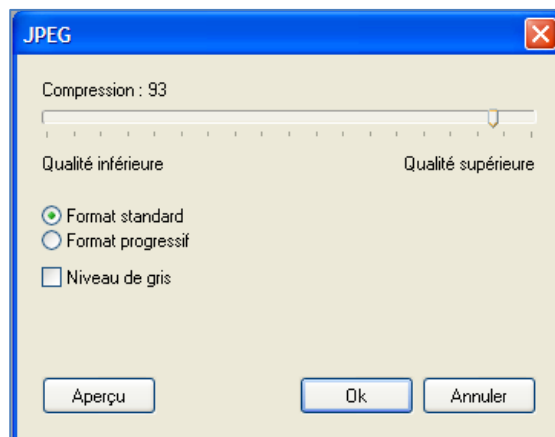 JPEG
Compression : 93
Qualité inférieure Qualité supérieure
Format standard
Format progressif
Niveau de gris
Aperçu Ok Annuler